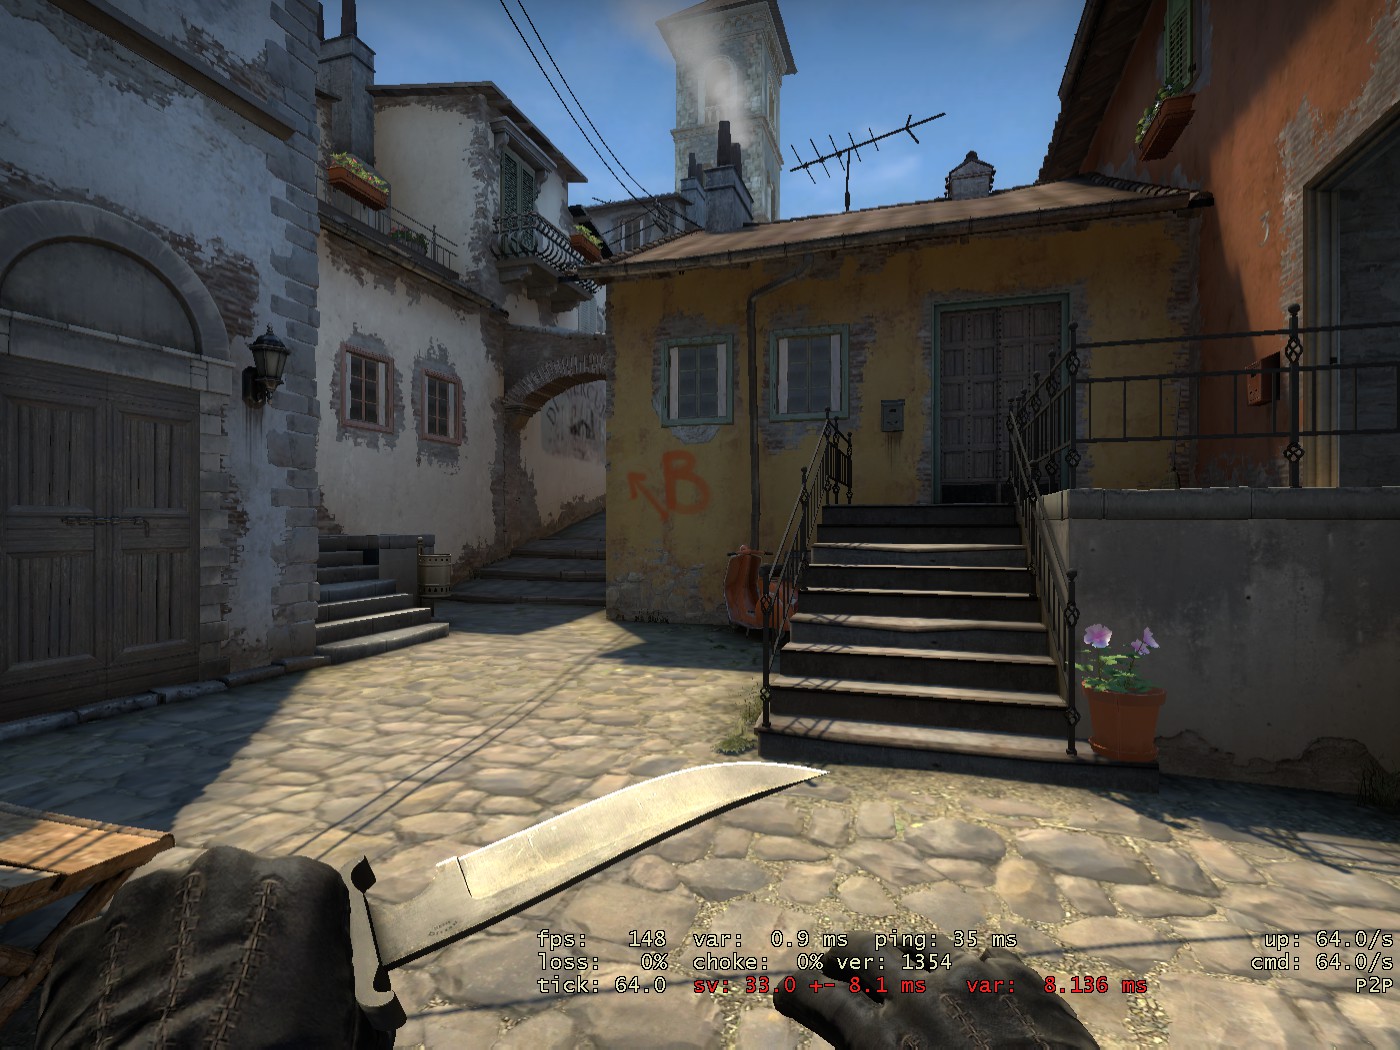 B
fps: 148 var: 0.9 ms ping: 35 ms up: 64.0/s
loss: 0% choke: 0% ver: 1354 cmd: 64.0/s
tick: 64.0 sv: 33.0 +- 8.1 ms var: 8.136 ms P2P